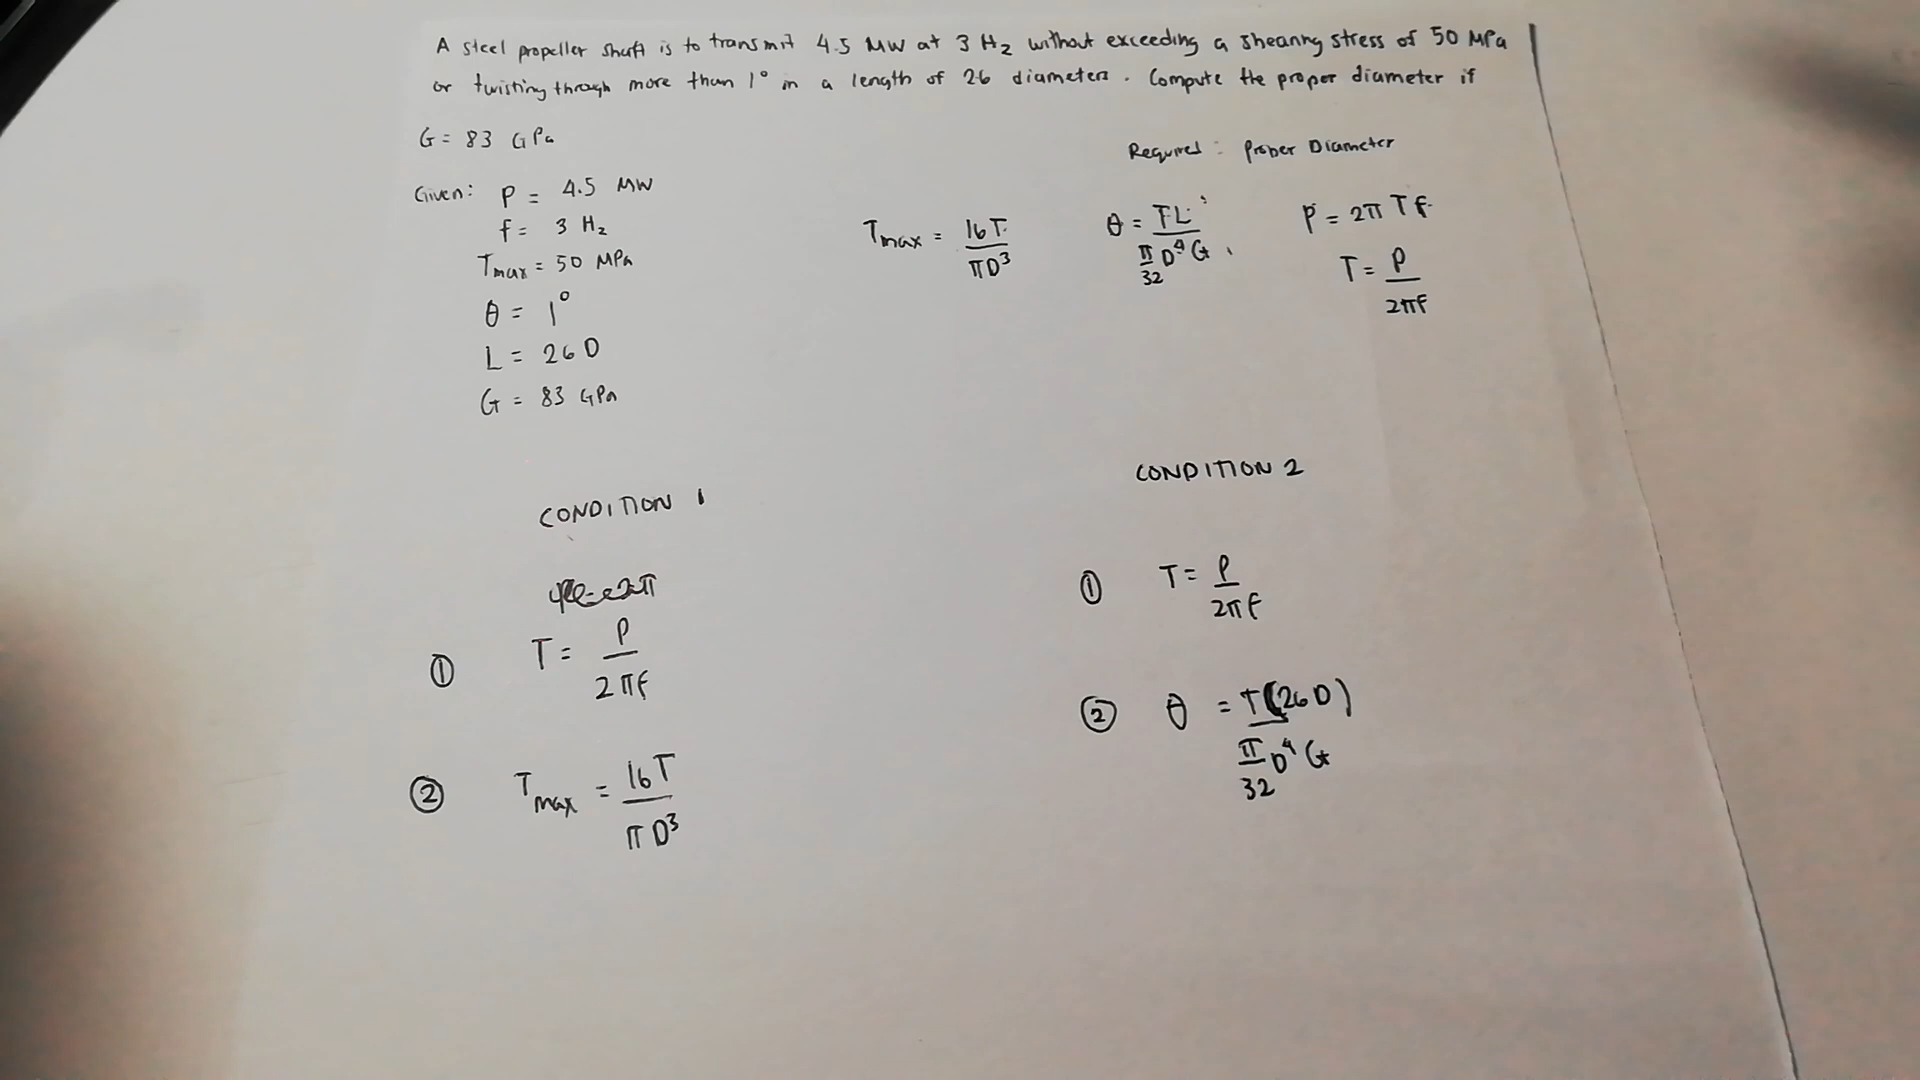 A steel propeller shaft is to transmit 4.5 MW at 3 Hz without exceeding a shearing stress of 50 MPa
or twisting through more than 1° in a length of 26 diameters. Compute the proper diameter if
G = 83 GPa
Required: Proper Diameter
Given: P = 4.5 MW
f = 3 Hz
Tmax = 50 MPa
θ = 1°
L = 26 D
G = 83 GPa
Tmax = 16T / πD³
θ = TL / π/32 D⁴ G
P = 2π T f
T = P / 2πf
CONDITION 1
① T = P / 2πf
② Tmax = 16T / πD³
CONDITION 2
① T = P / 2πf
② θ = T(26D) / π/32 D⁴ G